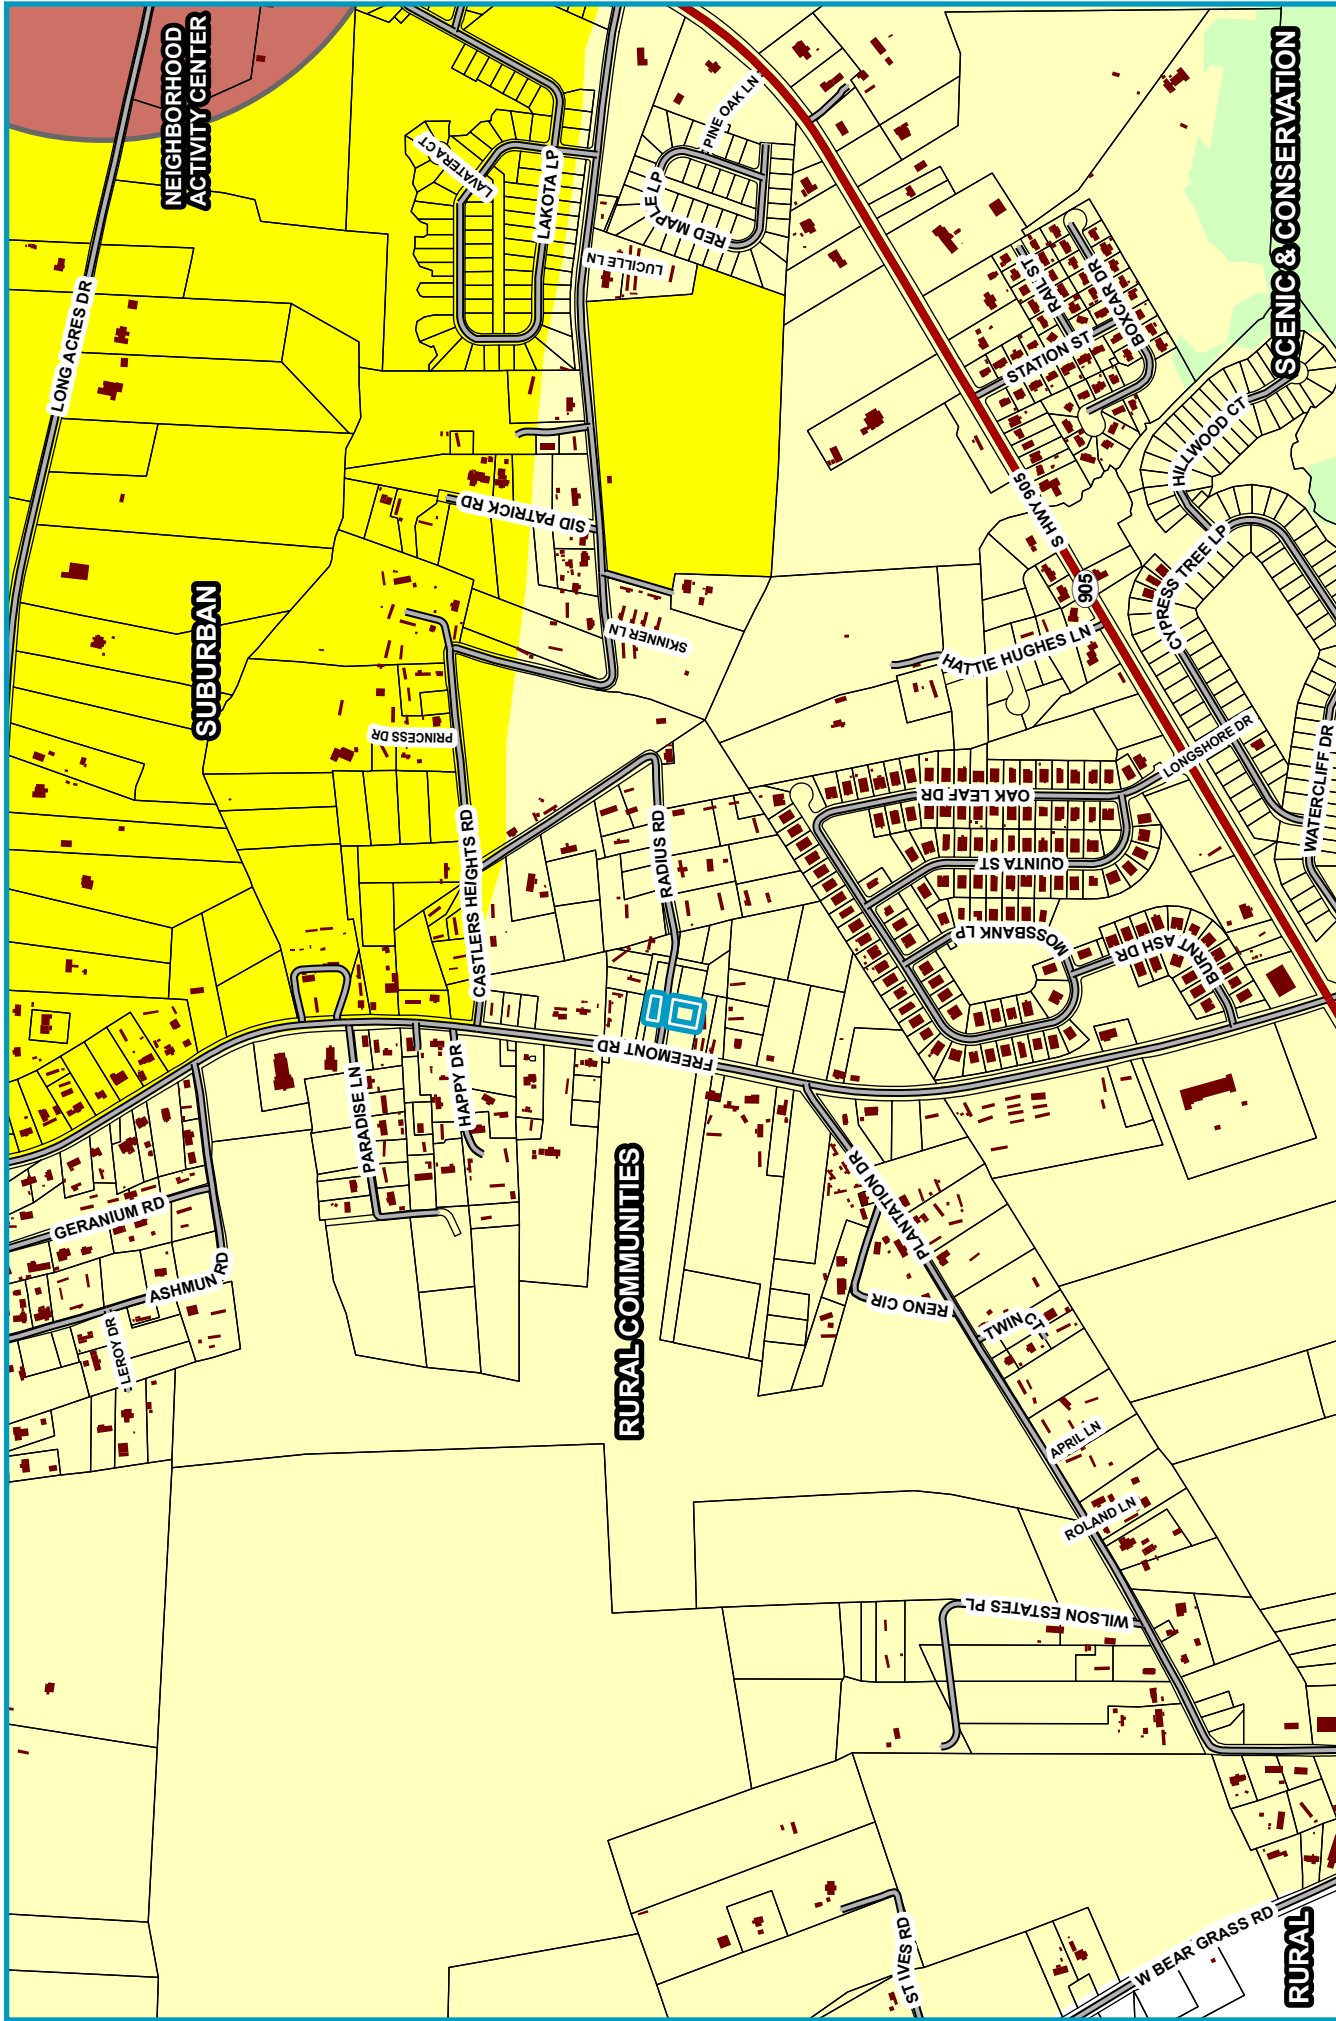 NEIGHBORHOOD
ACTIVITY CENTER
LONG ACRES DR
LAVATERA CT
LAKOTA LP
PINE OAK LN
RED MAPLE LP
LUCILLE LN
SCENIC & CONSERVATION
RAIL ST
BOXCAR DR
STATION ST
HILLWOOD CT
S HWY 905
905
SID PATRICK RD
CYPRESS TREE LP
SUBURBAN
SKINNER LN
HATTIE HUGHES LN
PRINCESS DR
LONGSHORE DR
WATERCLIFF DR
OAK LEAF DR
CASTLERS HEIGHTS RD
RADIUS RD
QUINTA ST
MOSSBANK LP
BURNT ASH DR
FREEMONT RD
PARADISE LN
HAPPY DR
GERANIUM RD
ASHMUN RD
LEROY DR
RURAL COMMUNITIES
PLANTATION DR
RENO CIR
TWIN CT
APRIL LN
ROLAND LN
WILSON ESTATES PL
ST IVES RD
W BEAR GRASS RD
RURAL